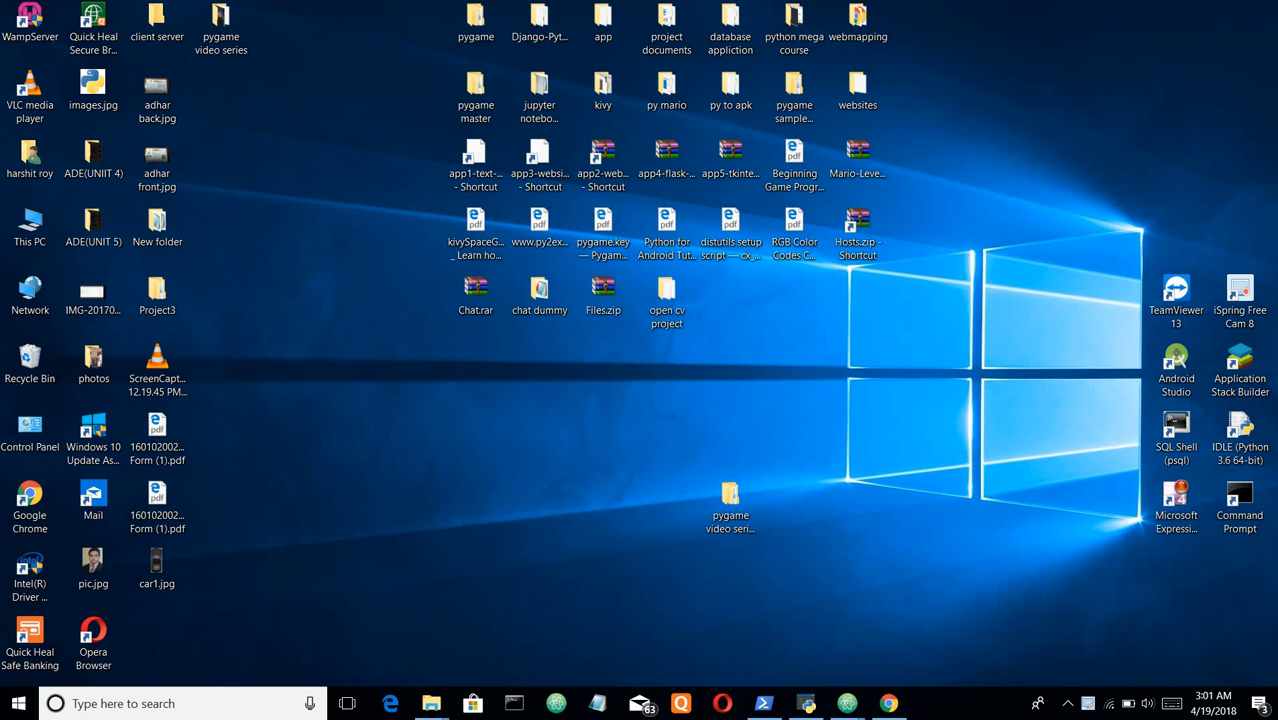 WampServer
Quick Heal
Secure Br...
client server
pygame
video series
pygame
Django-Pyt...
app
project
documents
database
appliction
python mega
course
webmapping
VLC media
player
images.jpg
adhar
back.jpg
pygame
master
jupyter
notebo...
kivy
py mario
py to apk
pygame
sample...
websites
harshit roy
ADE(UNIIT 4)
adhar
front.jpg
app1-text-...
- Shortcut
app3-websi...
- Shortcut
app2-web...
- Shortcut
app4-flask-...
app5-tkinte...
Beginning
Game Progr...
Mario-Leve...
This PC
ADE(UNIT 5)
New folder
kivySpaceG...
_ Learn ho...
www.py2ex...
pygame.key
— Pygam...
Python for
Android Tut...
distutils setup
script — cx_...
RGB Color
Codes C...
Hosts.zip -
Shortcut
Network
IMG-20170...
Project3
Chat.rar
chat dummy
Files.zip
open cv
project
TeamViewer
13
iSpring Free
Cam 8
Recycle Bin
photos
ScreenCapt...
12.19.45 PM...
Android
Studio
Application
Stack Builder
Control Panel
Windows 10
Update As...
160102002...
Form (1).pdf
SQL Shell
(psql)
IDLE (Python
3.6 64-bit)
Google
Chrome
Mail
160102002...
Form (1).pdf
pygame
video seri...
Microsoft
Expressi...
Command
Prompt
Intel(R)
Driver ...
pic.jpg
car1.jpg
Quick Heal
Safe Banking
Opera
Browser
Type here to search
63
3:01 AM
4/19/2018
3